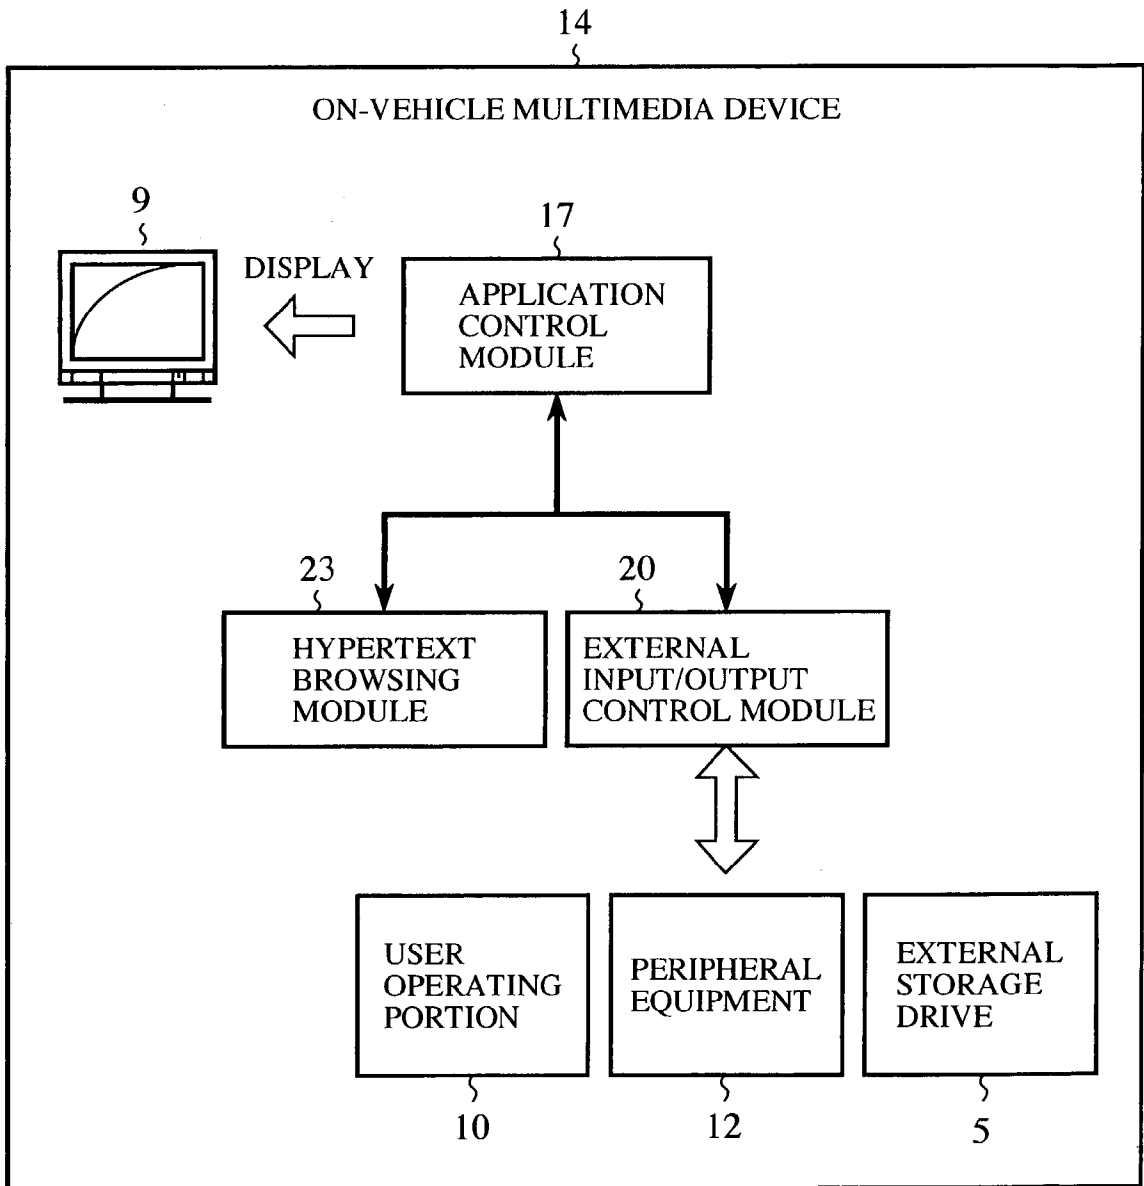 14
ON-VEHICLE MULTIMEDIA DEVICE
9
17
DISPLAY
APPLICATION
CONTROL
MODULE
23
20
HYPERTEXT
BROWSING
MODULE
EXTERNAL
INPUT/OUTPUT
CONTROL MODULE
USER
OPERATING
PORTION
PERIPHERAL
EQUIPMENT
EXTERNAL
STORAGE
DRIVE
10
12
5